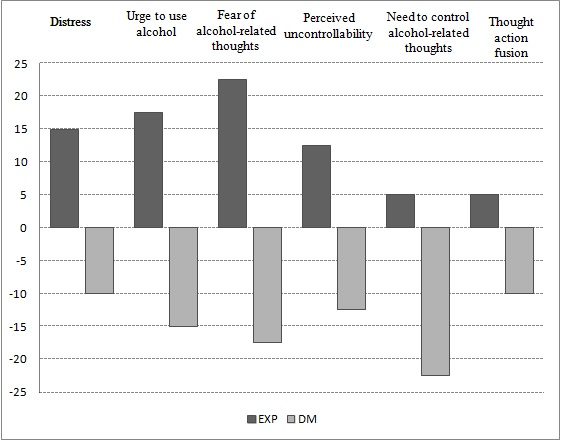 Distress
Urge to use
alcohol
Fear of
alcohol-related
thoughts
Perceived
uncontrollability
Need to control
alcohol-related
thoughts
Thought
action
fusion
25
20
15
10
5
0
-5
-10
-15
-20
-25
EXP DM